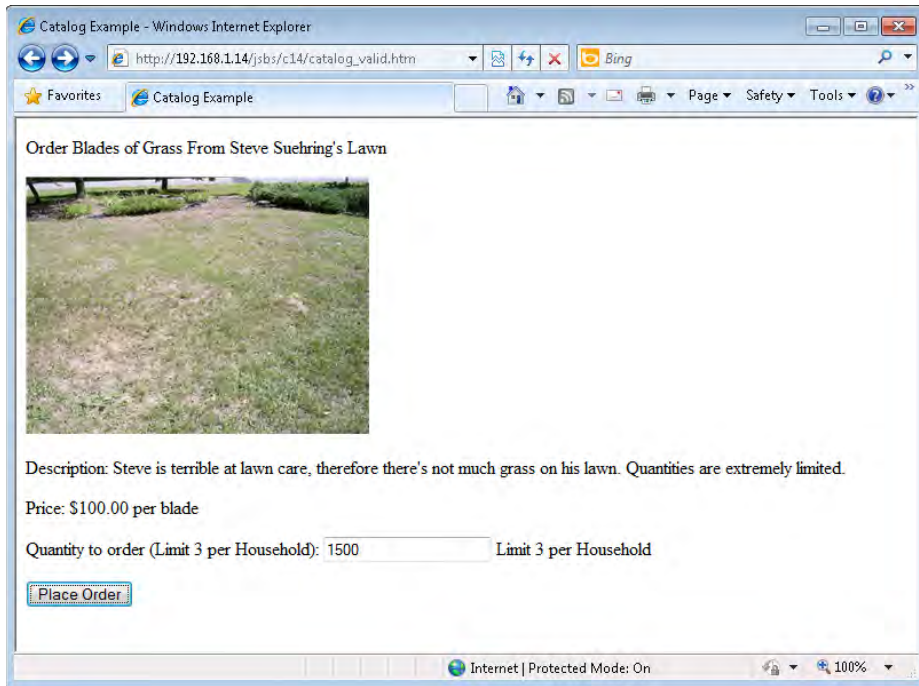 Catalog Example - Windows Internet Explorer
http://192.168.1.14/jsbs/c14/catalog_valid.htm
Bing
Favorites
Catalog Example
Page
Safety
Tools
Order Blades of Grass From Steve Suehring's Lawn
Description: Steve is terrible at lawn care, therefore there's not much grass on his lawn. Quantities are extremely limited.
Price: $100.00 per blade
Quantity to order (Limit 3 per Household): 1500 Limit 3 per Household
Place Order
Internet | Protected Mode: On
100%